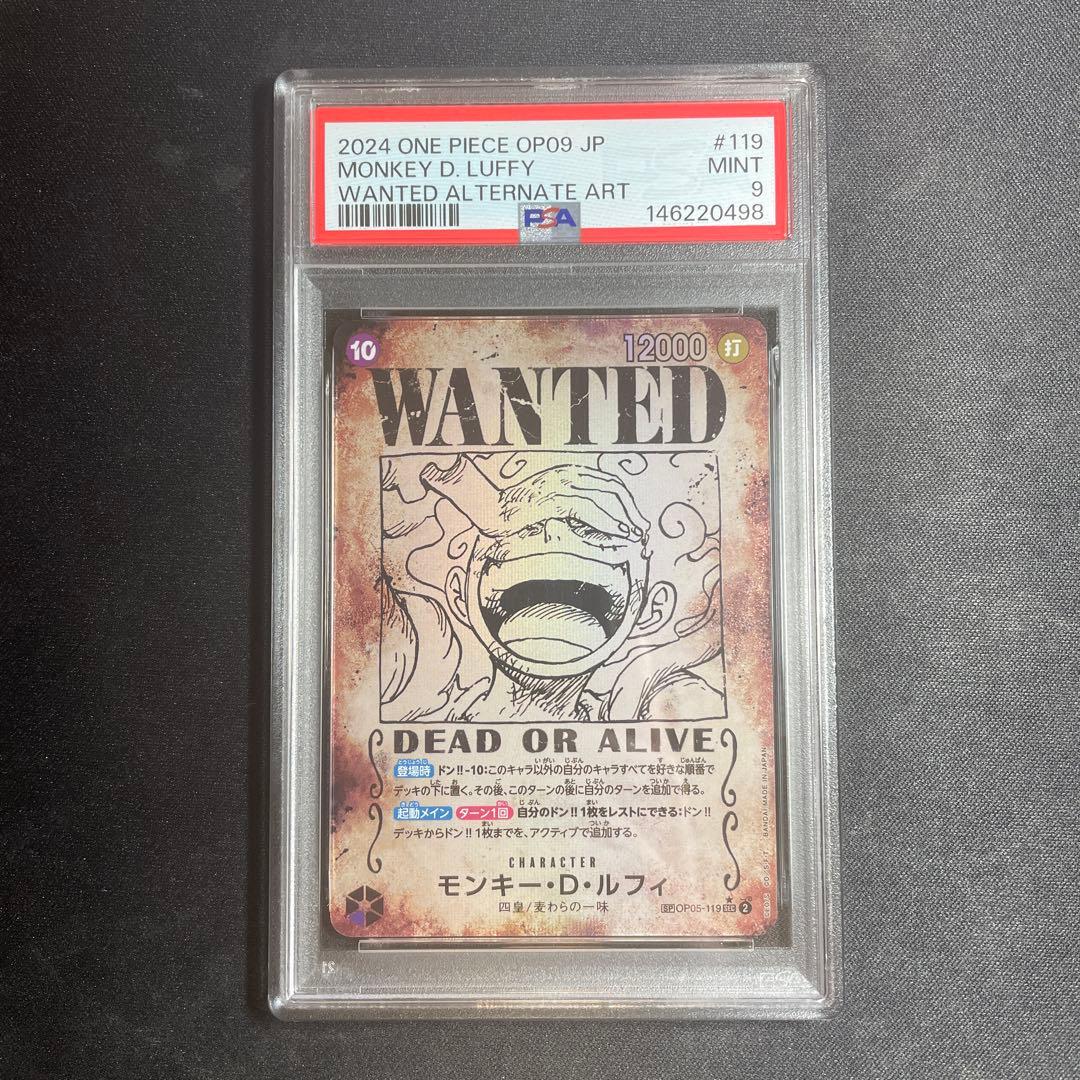 2024 ONE PIECE OP09 JP #119
MONKEY D. LUFFY MINT
WANTED ALTERNATE ART 9
PSA 146220498
10 12000 打
WANTED
DEAD OR ALIVE
登場時 ドン!!-10:このキャラ以外の自分のキャラすべてを好きな順番で
デッキの下に置く。その後、このターンの後に自分のターンを追加で得る。
起動メイン ターン1回 自分のドン!!1枚をレストにできる:ドン!!
デッキからドン!!1枚までを、アクティブで追加する。
CHARACTER
モンキー・D・ルフィ
四皇/麦わらの一味
SP OP05-119 SEC 2
BANDAI MADE IN JAPAN